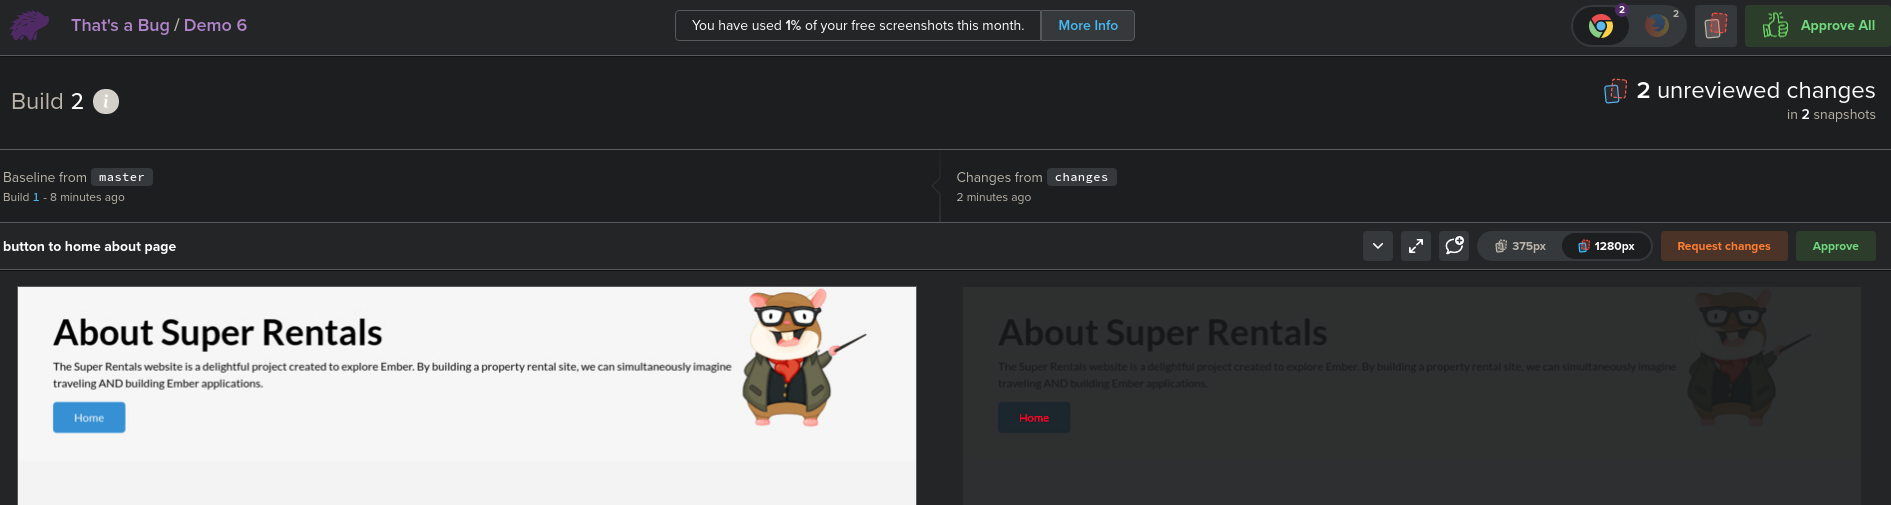 That's a Bug / Demo 6
You have used 1% of your free screenshots this month.
More Info
2
2
Approve All
Build 2 i
2 unreviewed changes
in 2 snapshots
Baseline from master
Build 1 - 8 minutes ago
Changes from changes
2 minutes ago
button to home about page
375px
1280px
Request changes
Approve
About Super Rentals
The Super Rentals website is a delightful project created to explore Ember. By building a property rental site, we can simultaneously imagine
traveling AND building Ember applications.
Home
About Super Rentals
The Super Rentals website is a delightful project created to explore Ember. By building a property rental site, we can simultaneously imagine
traveling AND building Ember applications.
Home